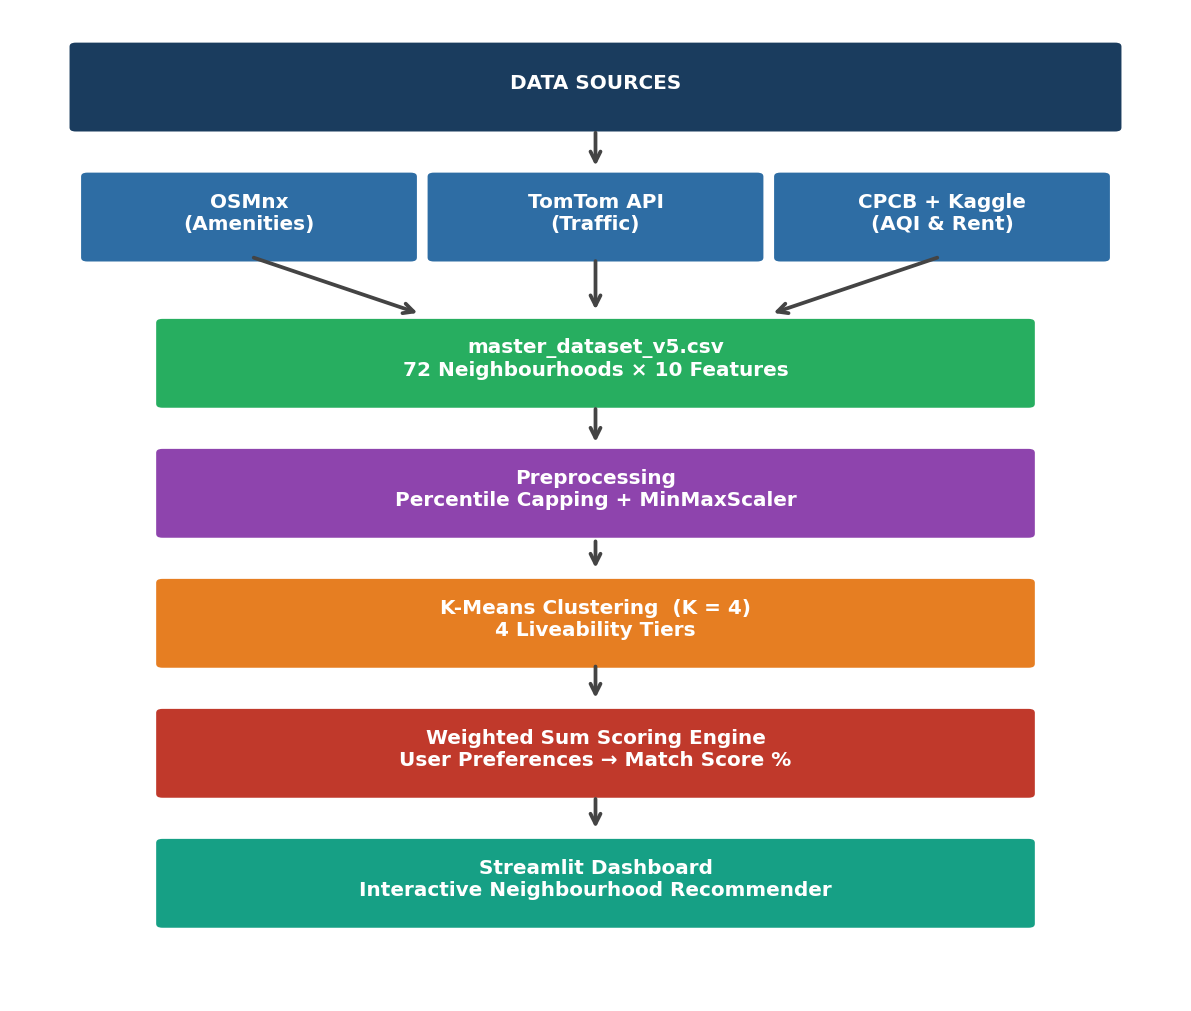 DATA SOURCES
OSMnx
(Amenities)
TomTom API
(Traffic)
CPCB + Kaggle
(AQI & Rent)
master_dataset_v5.csv
72 Neighbourhoods × 10 Features
Preprocessing
Percentile Capping + MinMaxScaler
K-Means Clustering  (K = 4)
4 Liveability Tiers
Weighted Sum Scoring Engine
User Preferences → Match Score %
Streamlit Dashboard
Interactive Neighbourhood Recommender